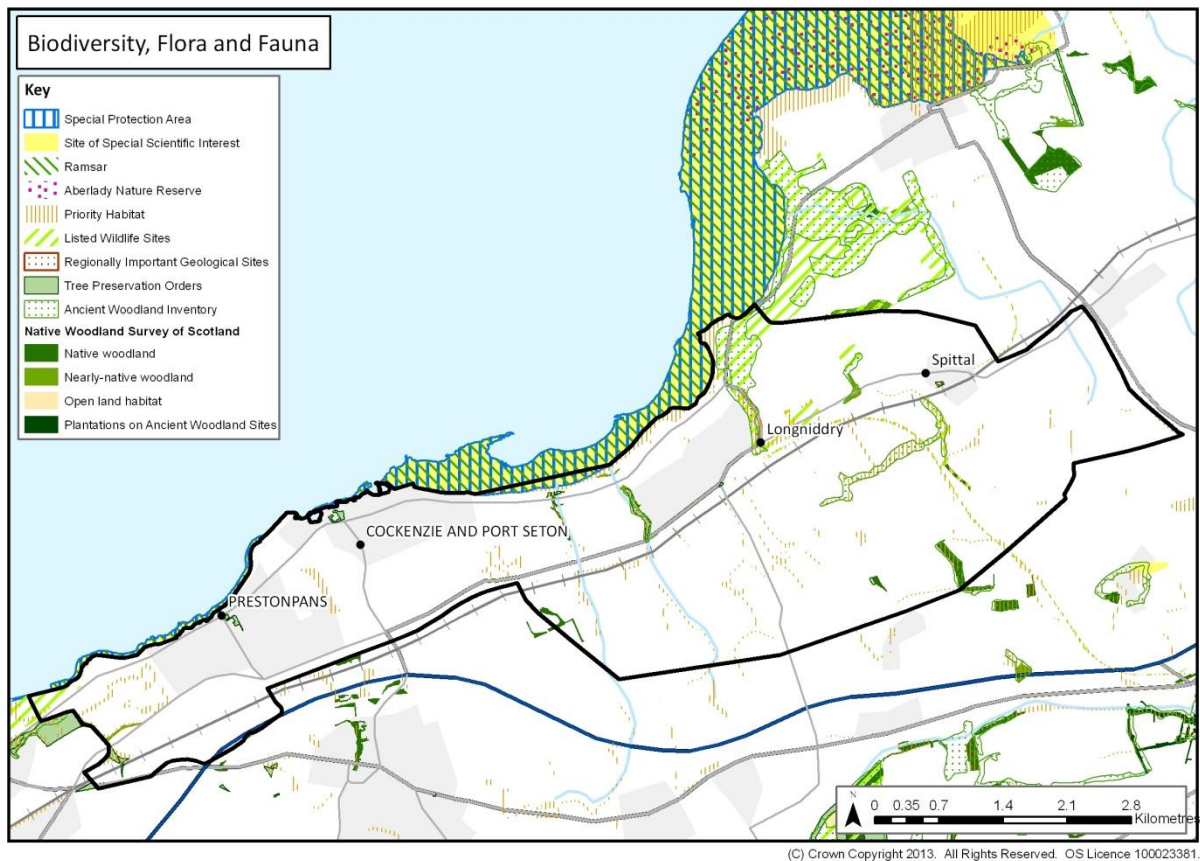 Biodiversity, Flora and Fauna
Key
Special Protection Area
Site of Special Scientific Interest
Ramsar
Aberlady Nature Reserve
Priority Habitat
Listed Wildlife Sites
Regionally Important Geological Sites
Tree Preservation Orders
Ancient Woodland Inventory
Native Woodland Survey of Scotland
Native woodland
Nearly-native woodland
Open land habitat
Plantations on Ancient Woodland Sites
Spittal
Longniddry
COCKENZIE AND PORT SETON
PRESTONPANS
N
0 0.35 0.7 1.4 2.1 2.8
Kilometres
(C) Crown Copyright 2013. All Rights Reserved. OS Licence 100023381.